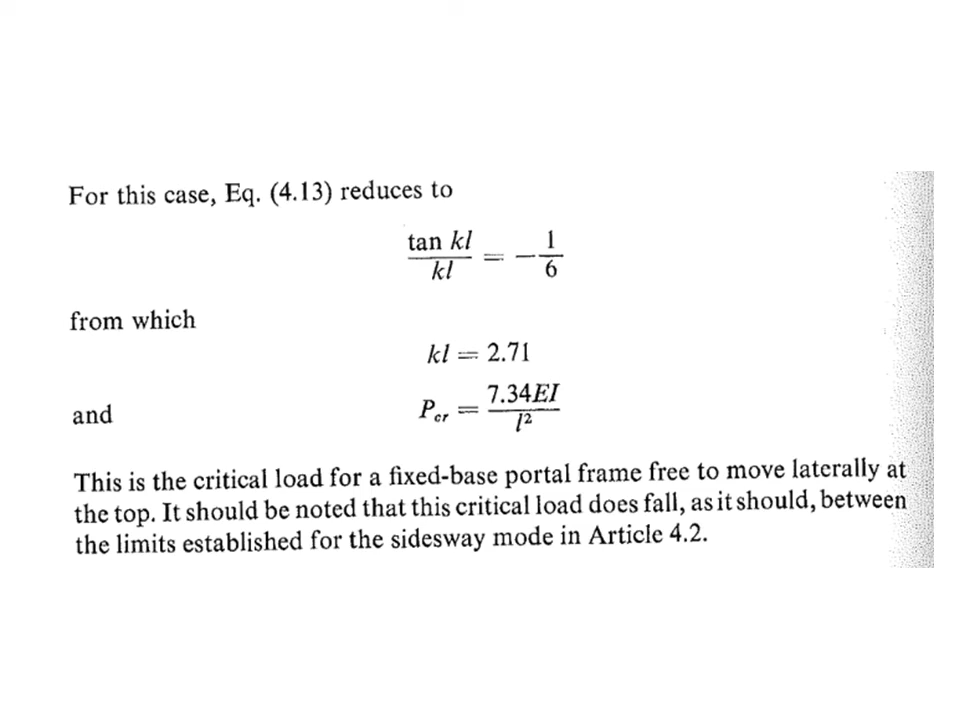 For this case, Eq. (4.13) reduces to
tan kl / kl = − 1/6
from which
kl = 2.71
and
P_cr = 7.34EI / l²
This is the critical load for a fixed-base portal frame free to move laterally at
the top. It should be noted that this critical load does fall, as it should, between
the limits established for the sidesway mode in Article 4.2.